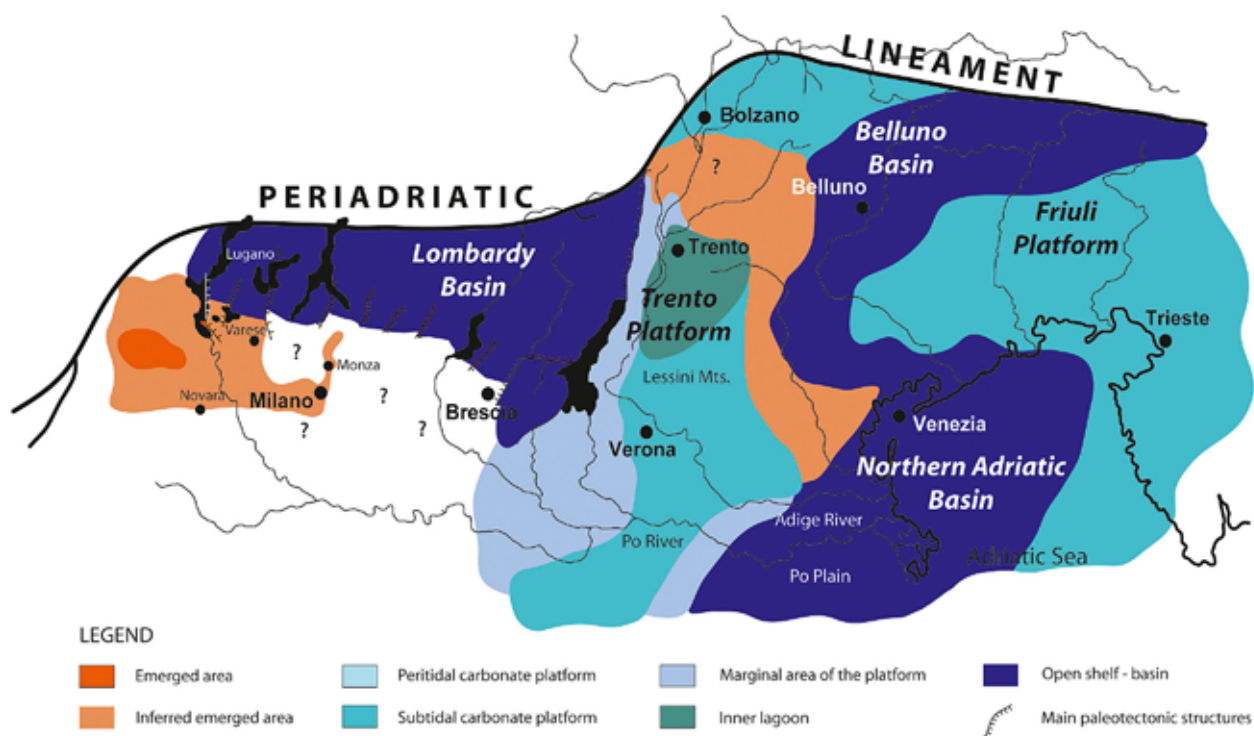 LINEAMENT
PERIADRIATIC
Bolzano
Belluno
Basin
Belluno
?
Friuli
Platform
Lugano
Lombardy
Basin
Trento
Trento
Platform
Trieste
Varese
?
Monza
Novara
Milano
?
?
?
Brescia
Lessini Mts.
Verona
Venezia
Northern Adriatic
Basin
Adige River
Po River
Po Plain
Adriatic Sea
LEGEND
Emerged area
Peritidal carbonate platform
Marginal area of the platform
Open shelf - basin
Inferred emerged area
Subtidal carbonate platform
Inner lagoon
Main paleotectonic structures